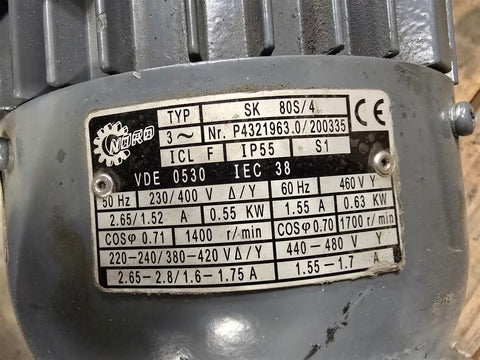 NORD
TYP SK 80S/4
3~ Nr. P4321963.0/200335 CE
ICL F IP55 S1
VDE 0530 IEC 38
50 Hz 230/400 V Δ/Y 60 Hz 460V Y
2.65/1.52 A 0.55 KW 1.55 A 0.63 KW
COSφ 0.71 1400 r/min COSφ 0.70 1700 r/min
220-240/380-420 V Δ/Y 440-480 V Y
2.65-2.8/1.6-1.75 A 1.55-1.7 A